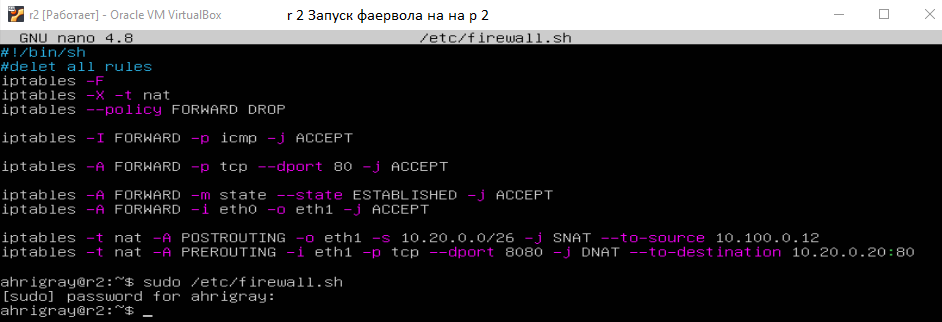 r2 [Работает] - Oracle VM VirtualBox
r 2 Запуск фаервола на на р 2
GNU nano 4.8 /etc/firewall.sh
#!/bin/sh
#delet all rules
iptables -F
iptables -X -t nat
iptables --policy FORWARD DROP
iptables -I FORWARD -p icmp -j ACCEPT
iptables -A FORWARD -p tcp --dport 80 -j ACCEPT
iptables -A FORWARD -m state --state ESTABLISHED -j ACCEPT
iptables -A FORWARD -i eth0 -o eth1 -j ACCEPT
iptables -t nat -A POSTROUTING -o eth1 -s 10.20.0.0/26 -j SNAT --to-source 10.100.0.12
iptables -t nat -A PREROUTING -i eth1 -p tcp --dport 8080 -j DNAT --to-destination 10.20.0.20:80
ahrigray@r2:~$ sudo /etc/firewall.sh
[sudo] password for ahrigray:
ahrigray@r2:~$ _